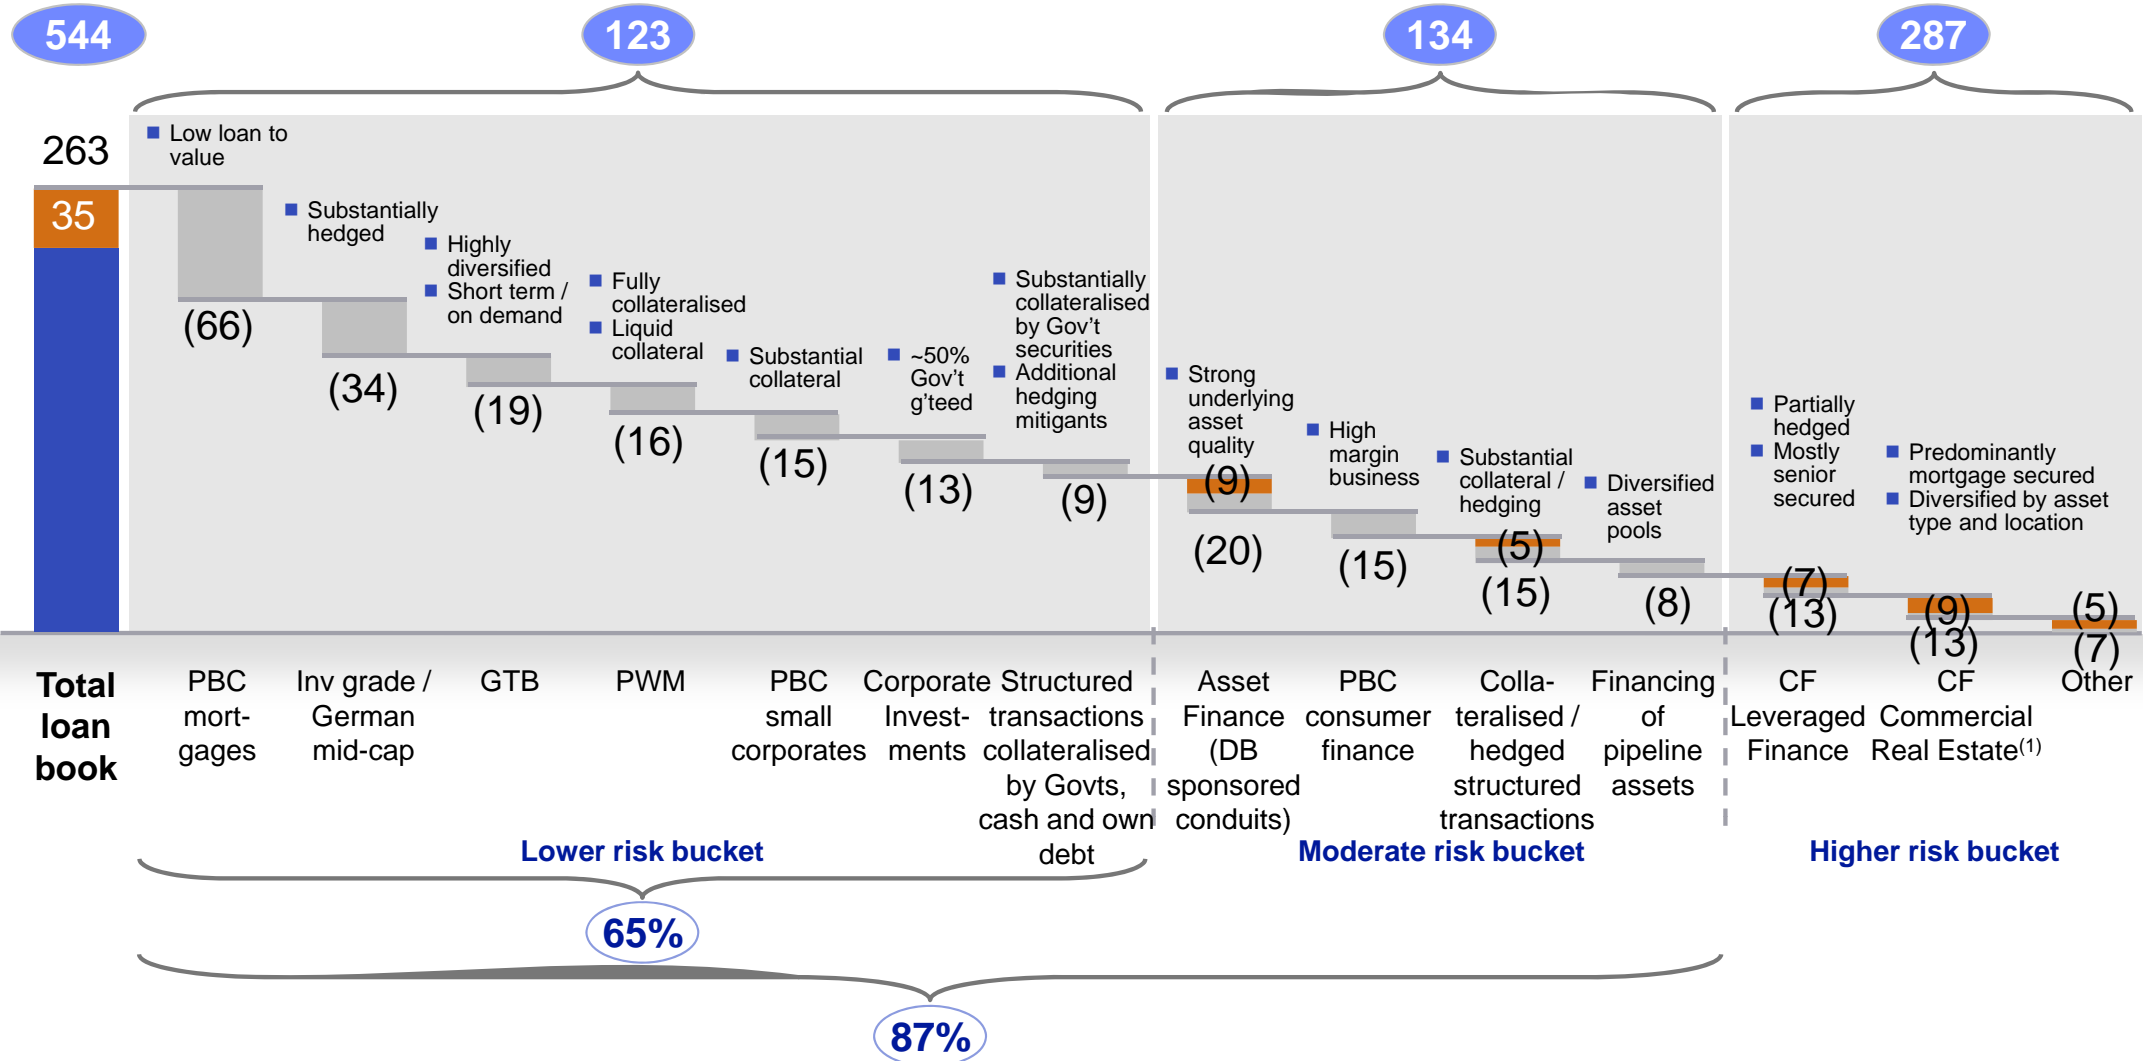 544
123
134
287
263
35
Low loan to
value
(66)
Substantially
hedged
(34)
Highly
diversified
Short term /
on demand
(19)
Fully
collateralised
Liquid
collateral
(16)
Substantial
collateral
(15)
~50%
Gov't
g'teed
(13)
Substantially
collateralised
by Gov't
securities
Additional
hedging
mitigants
(9)
Strong
underlying
asset
quality
(9)
(20)
High
margin
business
(15)
Substantial
collateral /
hedging
(5)
(15)
Diversified
asset
pools
(8)
Partially
hedged
Mostly
senior
secured
(7)
(13)
Predominantly
mortgage secured
Diversified by asset
type and location
(9)
(13)
(5)
(7)
Total
loan
book
PBC
mort-
gages
Inv grade /
German
mid-cap
GTB
PWM
PBC
small
corporates
Corporate
Invest-
ments
Structured
transactions
collateralised
by Govts,
cash and own
debt
Asset
Finance
(DB
sponsored
conduits)
PBC
consumer
finance
Colla-
teralised /
hedged
structured
transactions
Financing
of
pipeline
assets
CF
Leveraged
Finance
CF
Commercial
Real Estate(1)
Other
Lower risk bucket
Moderate risk bucket
Higher risk bucket
65%
87%